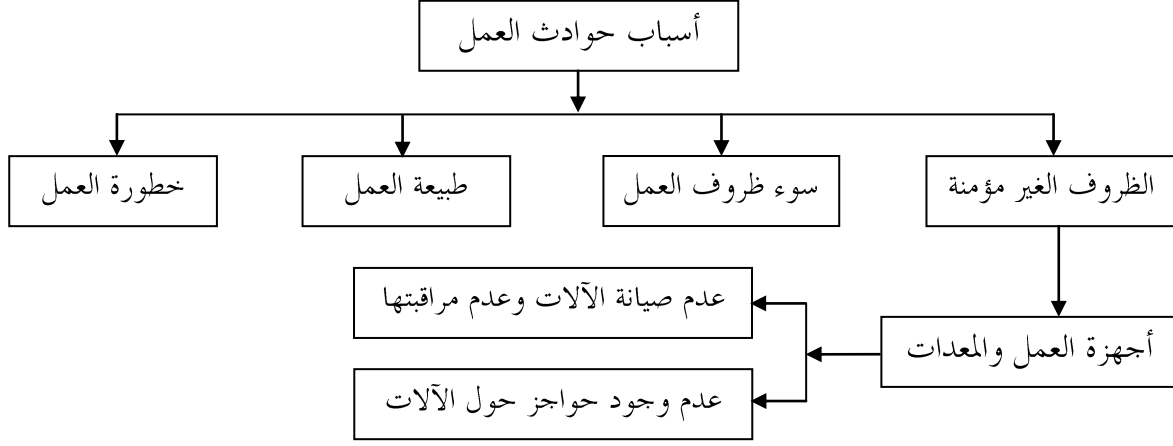 أسباب حوادث العمل
الظروف الغير مؤمنة
سوء ظروف العمل
طبيعة العمل
خطورة العمل
أجهزة العمل والمعدات
عدم صيانة الآلات وعدم مراقبتها
عدم وجود حواجز حول الآلات